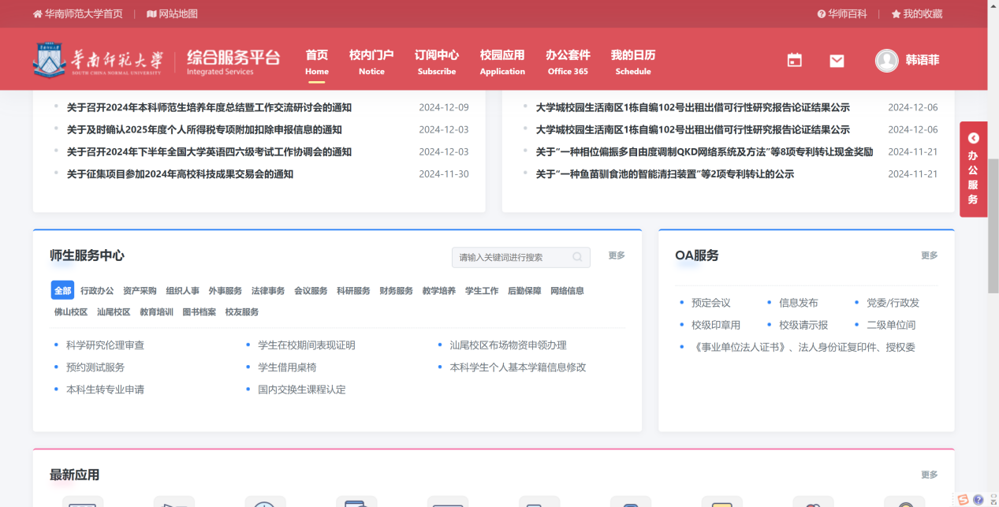 华南师范大学首页 | 网站地图
华师百科 | 我的收藏
华南师范大学
SOUTH CHINA NORMAL UNIVERSITY
综合服务平台
Integrated Services
首页 校内门户 订阅中心 校园应用 办公套件 我的日历
Home Notice Subscribe Application Office 365 Schedule
韩语菲
关于召开2024年本科师范生培养年度总结暨工作交流研讨会的通知 2024-12-09
关于及时确认2025年度个人所得税专项附加扣除申报信息的通知 2024-12-03
关于召开2024年下半年全国大学英语四六级考试工作协调会的通知 2024-12-03
关于征集项目参加2024年高校科技成果交易会的通知 2024-11-30
大学城校园生活南区1栋自编102号出租出借可行性研究报告论证结果公示 2024-12-06
大学城校园生活南区1栋自编102号出租出借可行性研究报告论证结果公示 2024-12-06
关于“一种相位偏振多自由度调制QKD网络系统及方法”等8项专利转让现金奖励 2024-11-21
关于“一种鱼苗驯食池的智能清扫装置”等2项专利转让的公示 2024-11-21
办公服务
师生服务中心
请输入关键词进行搜索
更多
全部 行政办公 资产采购 组织人事 外事服务 法律事务 会议服务 科研服务 财务服务 教学培养 学生工作 后勤保障 网络信息
佛山校区 汕尾校区 教育培训 图书档案 校友服务
科学研究伦理审查 学生在校期间表现证明 汕尾校区布场物资申领办理
预约测试服务 学生借用桌椅 本科学生个人基本学籍信息修改
本科生转专业申请 国内交换生课程认定
OA服务
更多
预定会议 信息发布 党委/行政发
校级印章用 校级请示报 二级单位间
《事业单位法人证书》、法人身份证复印件、授权委
最新应用
更多